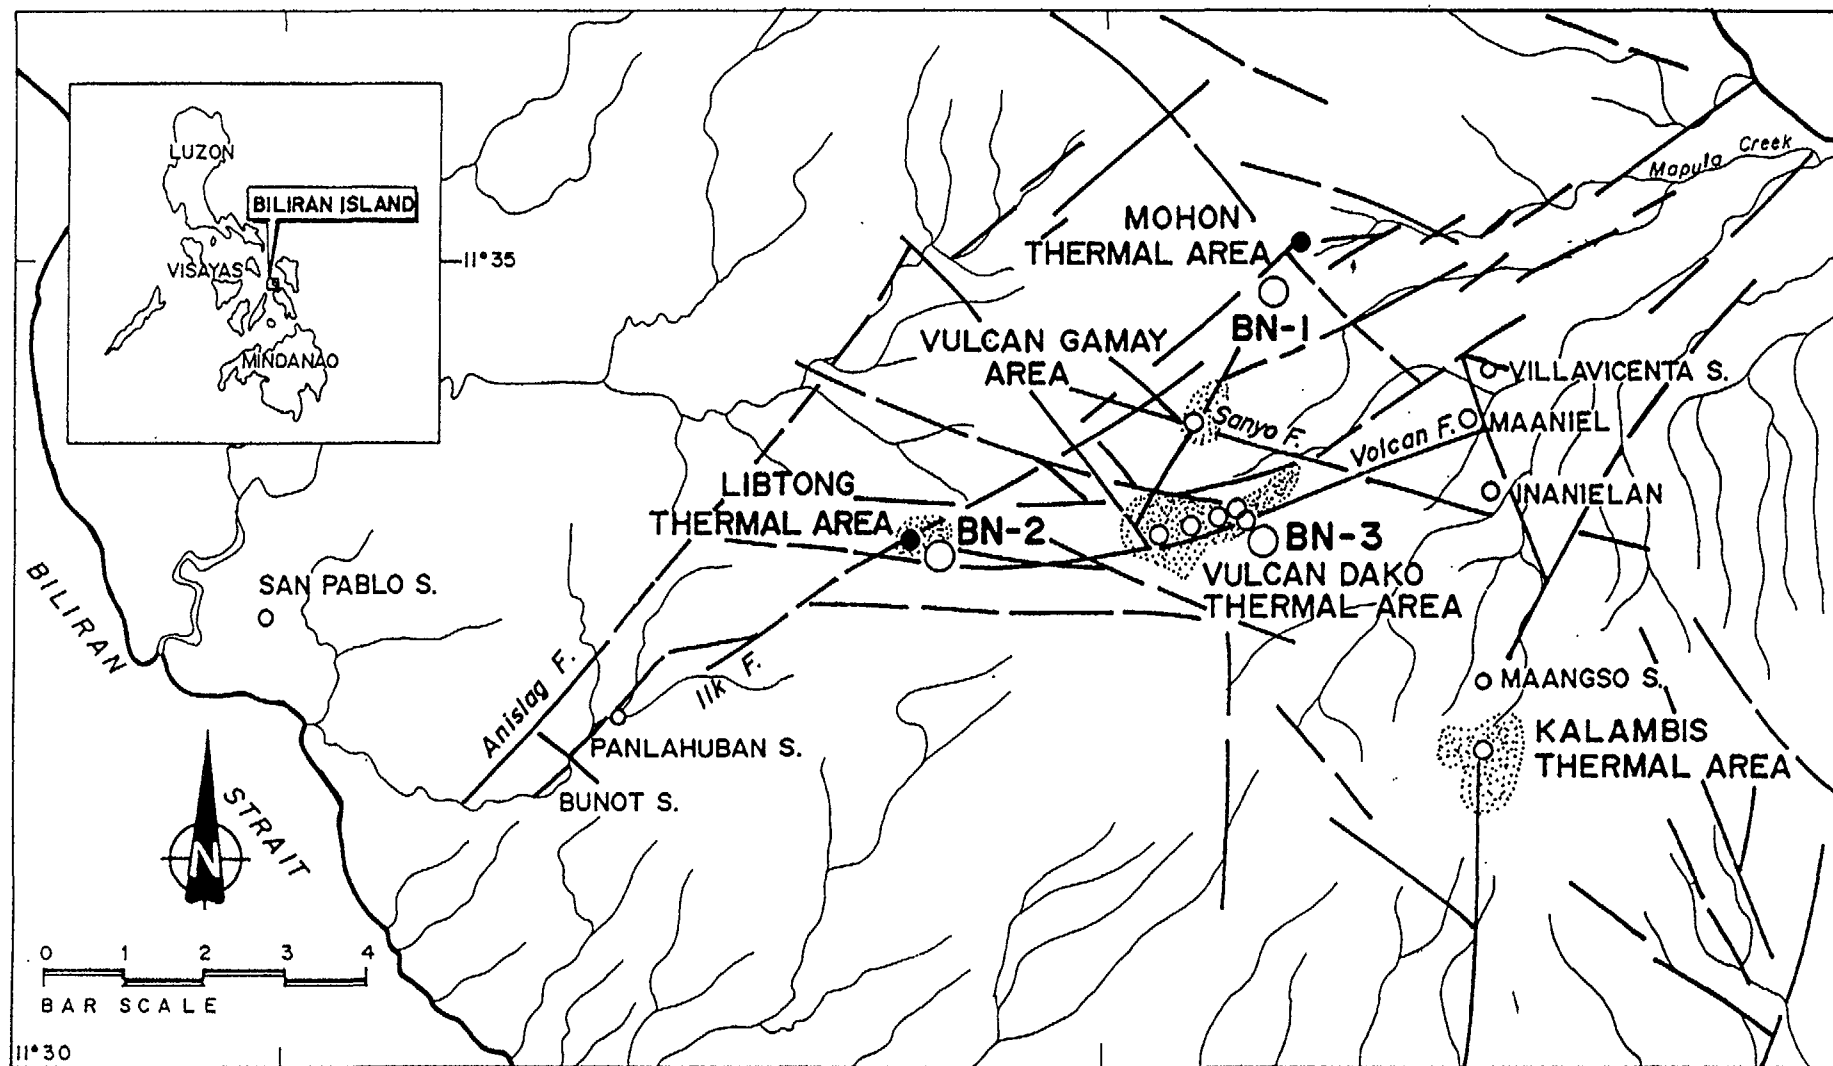 LUZON
BILIRAN ISLAND
VISAYAS
MINDANAO
11°35
Maputa Creek
MOHON
THERMAL AREA
BN-1
VULCAN GAMAY
AREA
VILLAVICENTA S.
Sanyo F.
Volcan F.
MAANIEL
LIBTONG
THERMAL AREA
BN-2
INANIELAN
BN-3
VULCAN DAKO
THERMAL AREA
SAN PABLO S.
BILIRAN
STRAIT
Anislag F.
Ilk F.
MAANGSO S.
PANLAHUBAN S.
KALAMBIS
THERMAL AREA
BUNOT S.
N
0 1 2 3 4
BAR SCALE
11°30